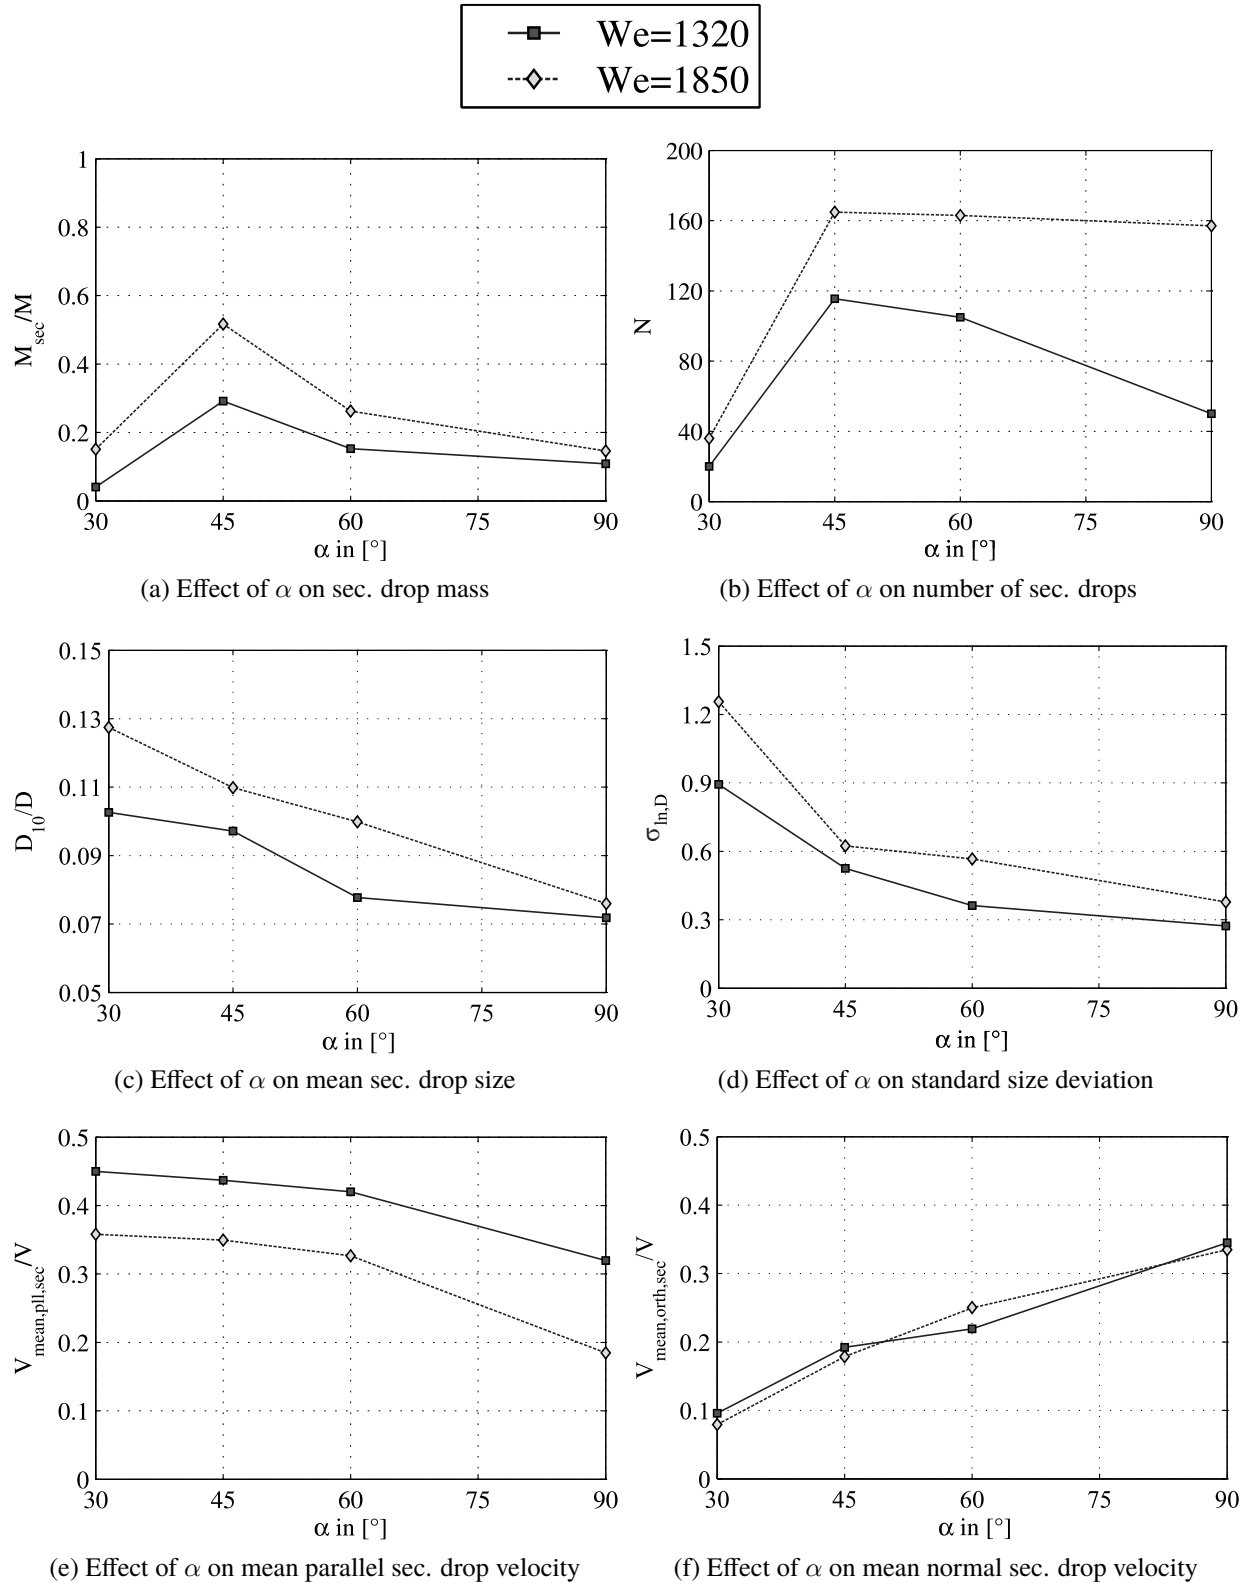 We=1320
We=1850
1
0.8
0.6
0.4
0.2
0
M_sec/M
30 45 60 75 90
α in [°]
(a) Effect of α on sec. drop mass
200
160
120
80
40
0
N
30 45 60 75 90
α in [°]
(b) Effect of α on number of sec. drops
0.15
0.13
0.11
0.09
0.07
0.05
D_10/D
30 45 60 75 90
α in [°]
(c) Effect of α on mean sec. drop size
1.5
1.2
0.9
0.6
0.3
0
σ_ln,D
30 45 60 75 90
α in [°]
(d) Effect of α on standard size deviation
0.5
0.4
0.3
0.2
0.1
0
V_mean,pll,sec/V
30 45 60 75 90
α in [°]
(e) Effect of α on mean parallel sec. drop velocity
0.5
0.4
0.3
0.2
0.1
0
V_mean,orth,sec/V
30 45 60 75 90
α in [°]
(f) Effect of α on mean normal sec. drop velocity